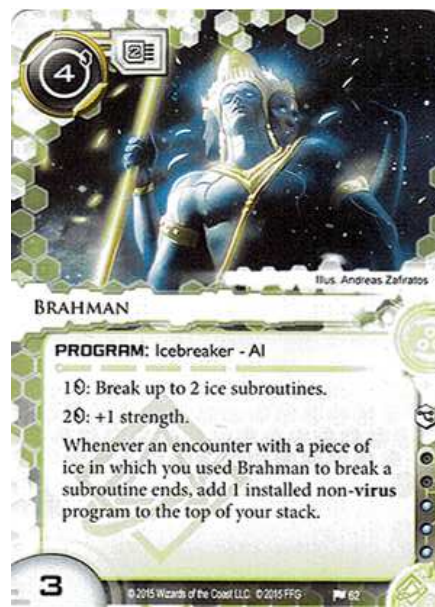 4
2
Illus. Andreas Zafiratos
BRAHMAN
PROGRAM: Icebreaker - AI
1: Break up to 2 ice subroutines.
2: +1 strength.
Whenever an encounter with a piece of
ice in which you used Brahman to break a
subroutine ends, add 1 installed non-virus
program to the top of your stack.
3
© 2015 Wizards of the Coast LLC. © 2015 FFG
62